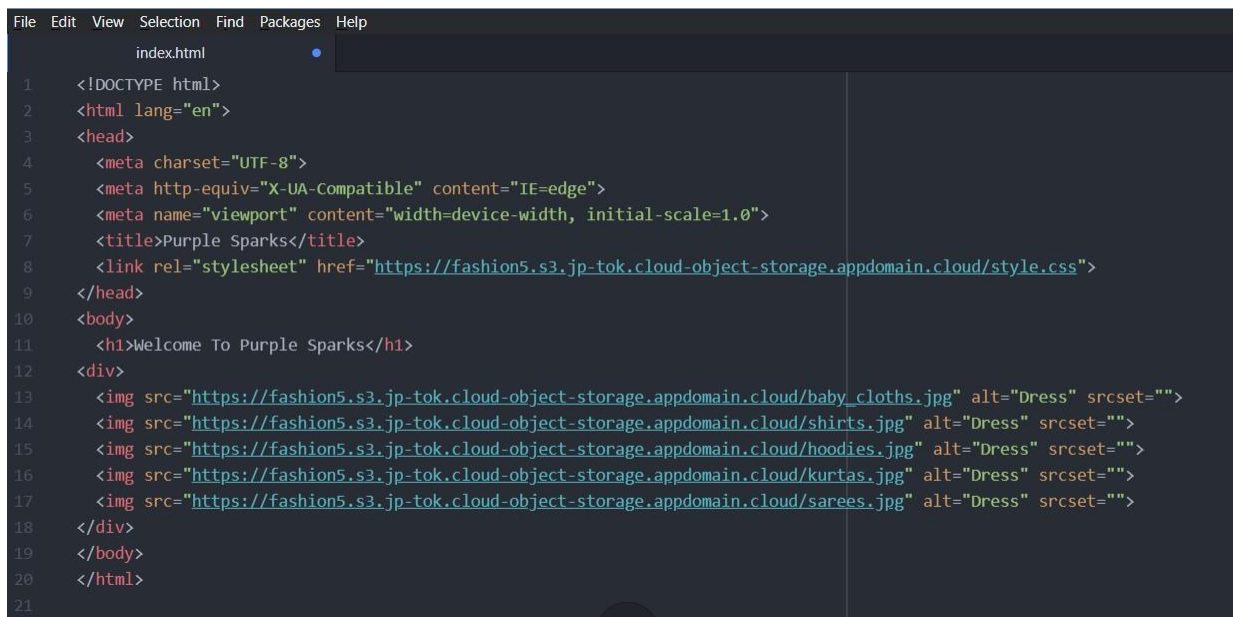 File Edit View Selection Find Packages Help
index.html
1 <!DOCTYPE html>
2 <html lang="en">
3 <head>
4 <meta charset="UTF-8">
5 <meta http-equiv="X-UA-Compatible" content="IE=edge">
6 <meta name="viewport" content="width=device-width, initial-scale=1.0">
7 <title>Purple Sparks</title>
8 <link rel="stylesheet" href="https://fashion5.s3.jp-tok.cloud-object-storage.appdomain.cloud/style.css">
9 </head>
10 <body>
11 <h1>Welcome To Purple Sparks</h1>
12 <div>
13 <img src="https://fashion5.s3.jp-tok.cloud-object-storage.appdomain.cloud/baby_cloths.jpg" alt="Dress" srcset="">
14 <img src="https://fashion5.s3.jp-tok.cloud-object-storage.appdomain.cloud/shirts.jpg" alt="Dress" srcset="">
15 <img src="https://fashion5.s3.jp-tok.cloud-object-storage.appdomain.cloud/hoodies.jpg" alt="Dress" srcset="">
16 <img src="https://fashion5.s3.jp-tok.cloud-object-storage.appdomain.cloud/kurtas.jpg" alt="Dress" srcset="">
17 <img src="https://fashion5.s3.jp-tok.cloud-object-storage.appdomain.cloud/sarees.jpg" alt="Dress" srcset="">
18 </div>
19 </body>
20 </html>
21